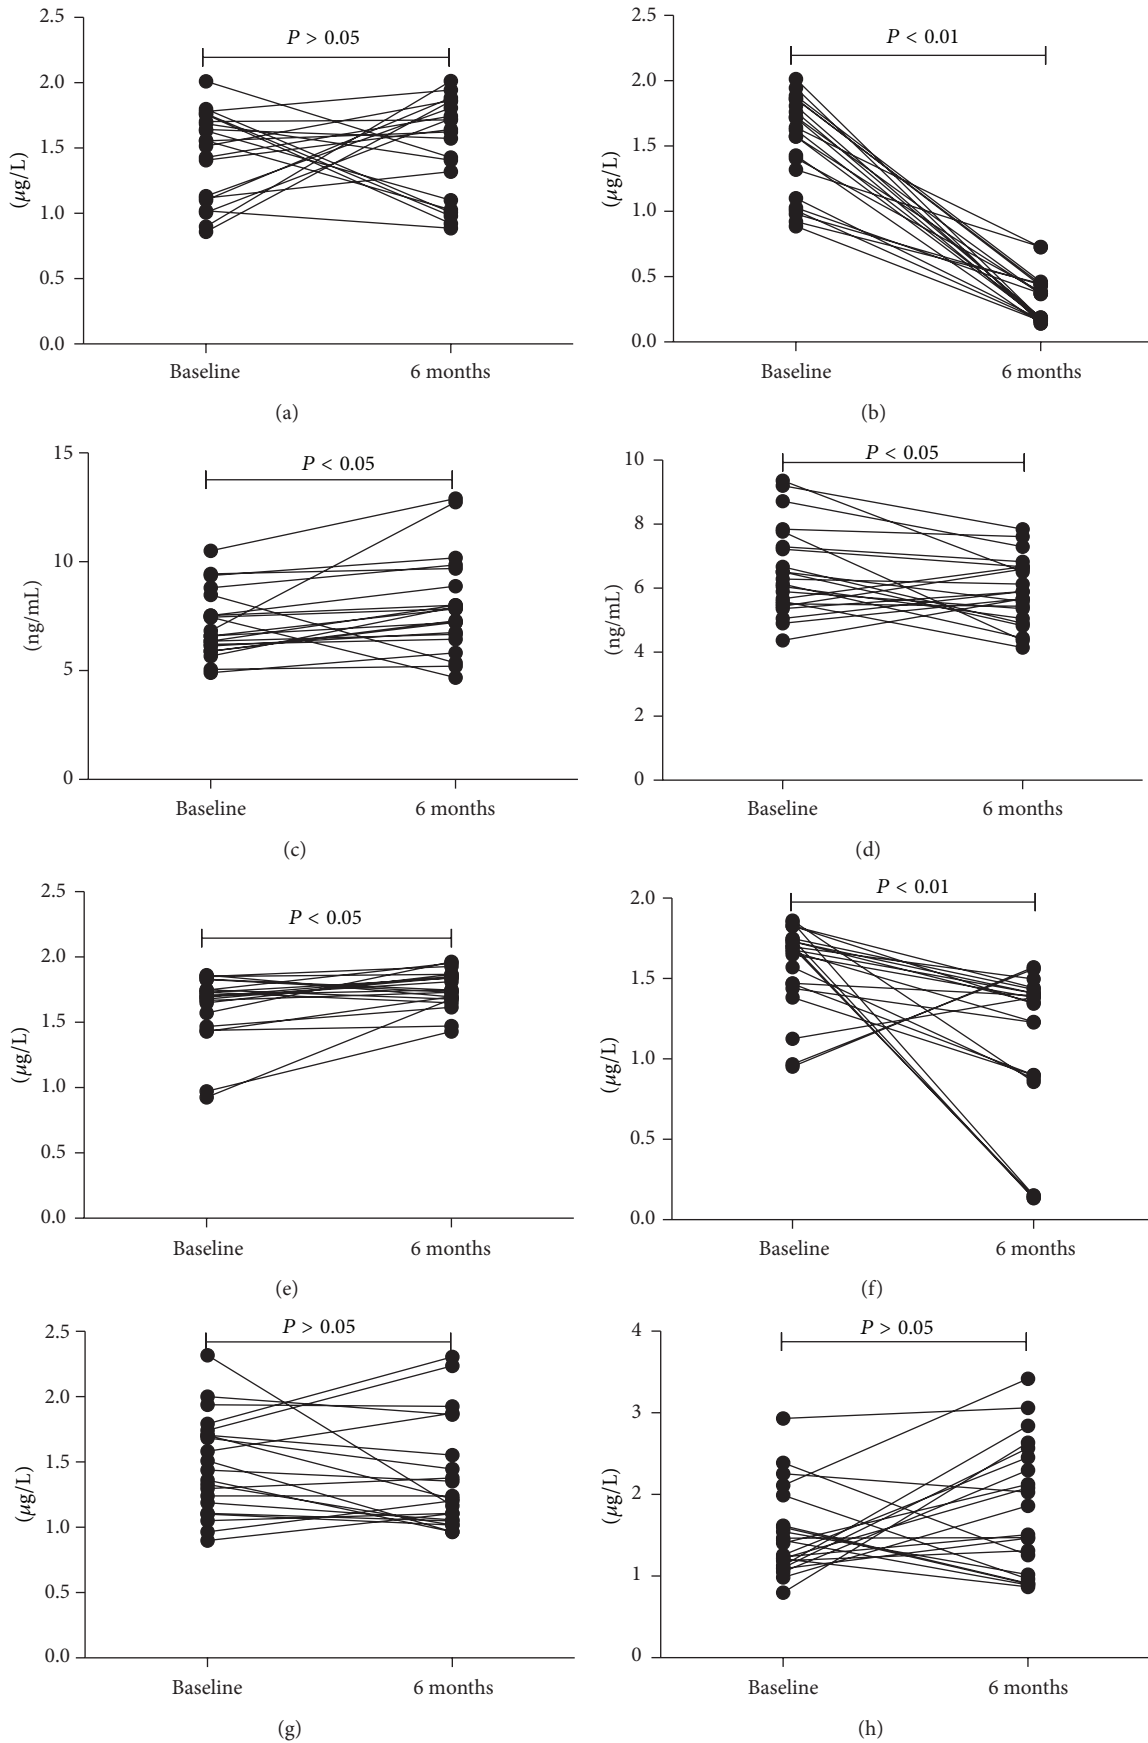 2.5
P > 0.05
2.0
1.5
(µg/L)
1.0
0.5
0.0
Baseline
6 months
(a)
2.5
P < 0.01
2.0
1.5
(µg/L)
1.0
0.5
0.0
Baseline
6 months
(b)
15
P < 0.05
10
(ng/mL)
5
0
Baseline
6 months
(c)
10
P < 0.05
8
6
(ng/mL)
4
2
0
Baseline
6 months
(d)
2.5
P < 0.05
2.0
1.5
(µg/L)
1.0
0.5
0.0
Baseline
6 months
(e)
P < 0.01
2.0
1.5
(µg/L)
1.0
0.5
0.0
Baseline
6 months
(f)
P > 0.05
2.5
2.0
1.5
(µg/L)
1.0
0.5
0.0
Baseline
6 months
(g)
P > 0.05
4
3
2
(µg/L)
1
0
Baseline
6 months
(h)